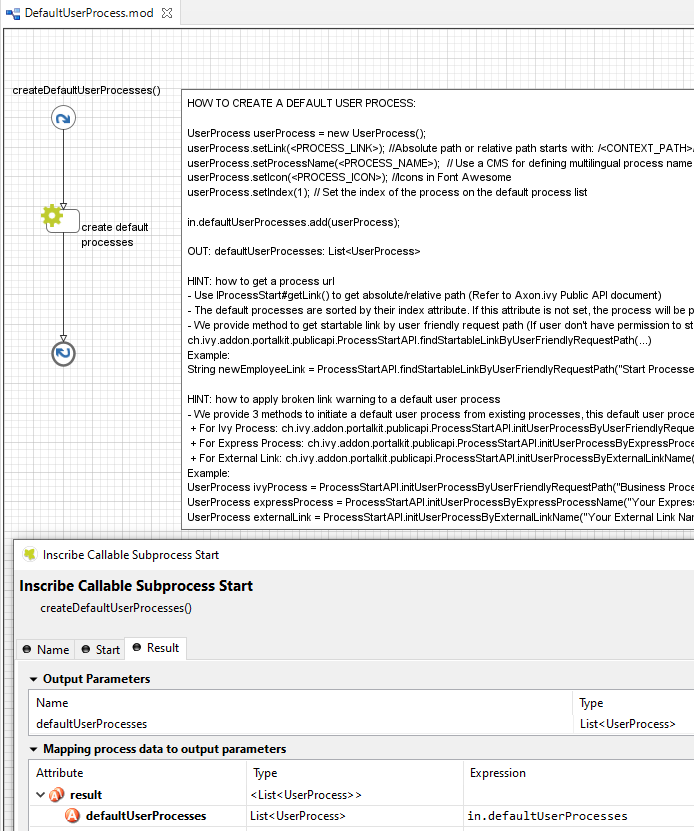 DefaultUserProcess.mod
createDefaultUserProcesses()
create default
processes
HOW TO CREATE A DEFAULT USER PROCESS:
UserProcess userProcess = new UserProcess();
userProcess.setLink(<PROCESS_LINK>); //Absolute path or relative path starts with: /<CONTEXT_PATH>/
userProcess.setProcessName(<PROCESS_NAME>); // Use a CMS for defining multilingual process name
userProcess.setIcon(<PROCESS_ICON>); //Icons in Font Awesome
userProcess.setIndex(1); // Set the index of the process on the default process list
in.defaultUserProcesses.add(userProcess);
OUT: defaultUserProcesses: List<UserProcess>
HINT: how to get a process url
- Use IProcessStart#getLink() to get absolute/relative path (Refer to Axon.ivy Public API document)
- The default processes are sorted by their index attribute. If this attribute is not set, the process will be p
- We provide method to get startable link by user friendly request path (If user don't have permission to st
ch.ivy.addon.portalkit.publicapi.ProcessStartAPI.findStartableLinkByUserFriendlyRequestPath(...)
Example:
String newEmployeeLink = ProcessStartAPI.findStartableLinkByUserFriendlyRequestPath("Start Processe
HINT: how to apply broken link warning to a default user process
- We provide 3 methods to initiate a default user process from existing processes, this default user proce
+ For Ivy Process: ch.ivy.addon.portalkit.publicapi.ProcessStartAPI.initUserProcessByUserFriendlyReque
+ For Express Process: ch.ivy.addon.portalkit.publicapi.ProcessStartAPI.initUserProcessByExpressProce
+ For External Link: ch.ivy.addon.portalkit.publicapi.ProcessStartAPI.initUserProcessByExternalLinkName(
Example:
UserProcess ivyProcess = ProcessStartAPI.initUserProcessByUserFriendlyRequestPath("Business Proce
UserProcess expressProcess = ProcessStartAPI.initUserProcessByExpressProcessName("Your Expres
UserProcess externalLink = ProcessStartAPI.initUserProcessByExternalLinkName("Your External Link Nam
Inscribe Callable Subprocess Start
Inscribe Callable Subprocess Start
createDefaultUserProcesses()
Name Start Result
Output Parameters
Name Type
defaultUserProcesses List<UserProcess>
Mapping process data to output parameters
Attribute Type Expression
result <List<UserProcess>>
defaultUserProcesses List<UserProcess> in.defaultUserProcesses